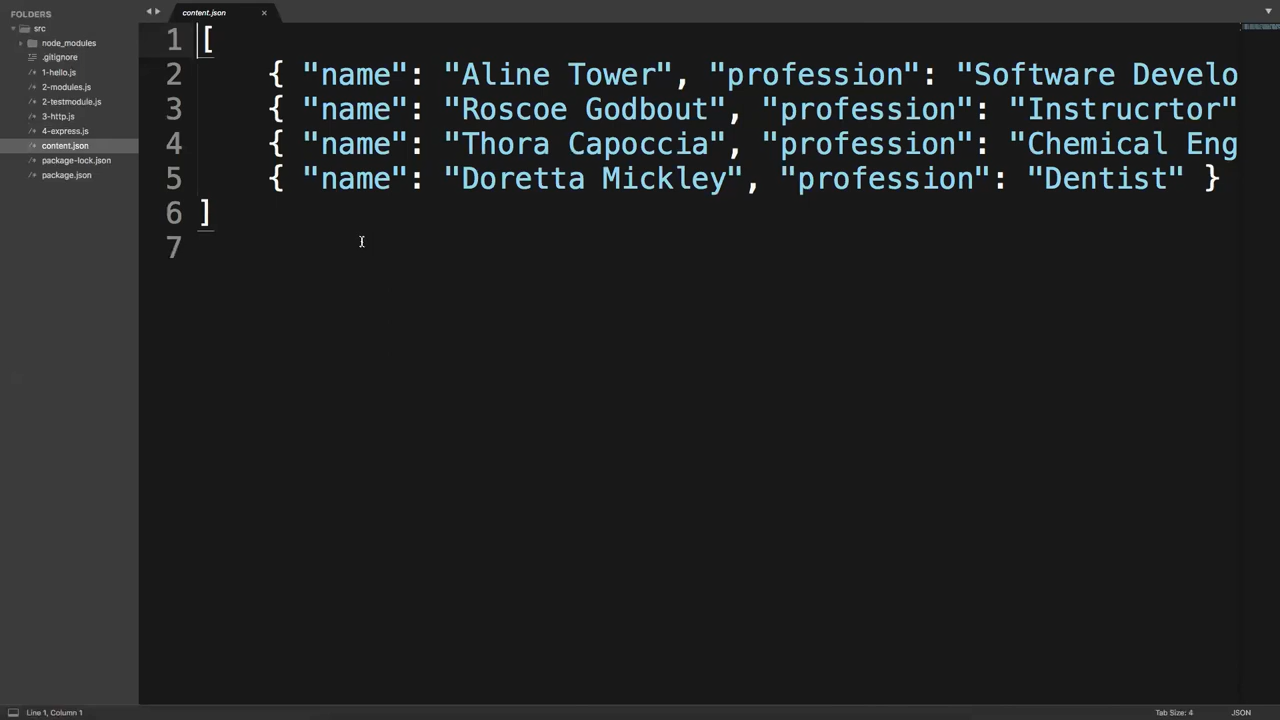 FOLDERS
src
node_modules
.gitignore
1-hello.js
2-modules.js
2-testmodule.js
3-http.js
4-express.js
content.json
package-lock.json
package.json
content.json ×
1 [
2 { "name": "Aline Tower", "profession": "Software Develo
3 { "name": "Roscoe Godbout", "profession": "Instrucrtor"
4 { "name": "Thora Capoccia", "profession": "Chemical Eng
5 { "name": "Doretta Mickley", "profession": "Dentist" }
6 ]
7
Line 1, Column 1
Tab Size: 4
JSON